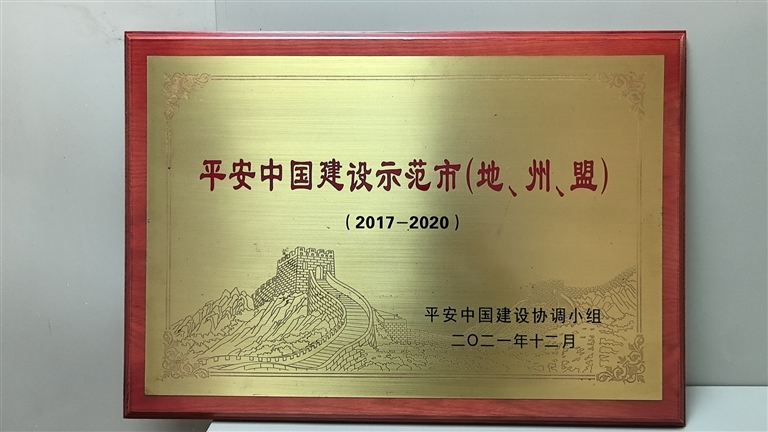 平安中国建设示范市(地、州、盟)
(2017-2020)
平安中国建设协调小组
二〇二一年十二月